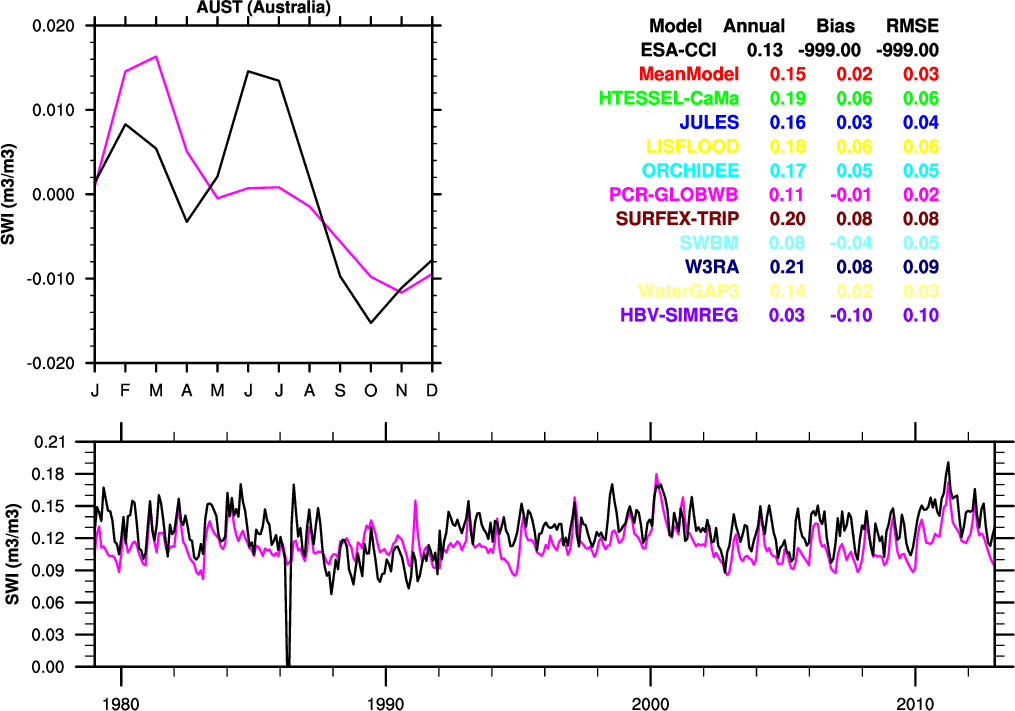 AUST (Australia)
0.020
0.010
0.000
-0.010
-0.020
SWI (m3/m3)
J F M A M J J A S O N D
Model Annual Bias RMSE
ESA-CCI 0.13 -999.00 -999.00
MeanModel 0.15 0.02 0.03
HTESSEL-CaMa 0.19 0.06 0.06
JULES 0.16 0.03 0.04
LISFLOOD 0.18 0.06 0.06
ORCHIDEE 0.17 0.05 0.05
PCR-GLOBWB 0.11 -0.01 0.02
SURFEX-TRIP 0.20 0.08 0.08
SWBM 0.08 -0.04 0.05
W3RA 0.21 0.08 0.09
WaterGAP3 0.14 0.02 0.03
HBV-SIMREG 0.03 -0.10 0.10
0.21
0.18
0.15
0.12
0.09
0.06
0.03
0.00
SWI (m3/m3)
1980 1990 2000 2010